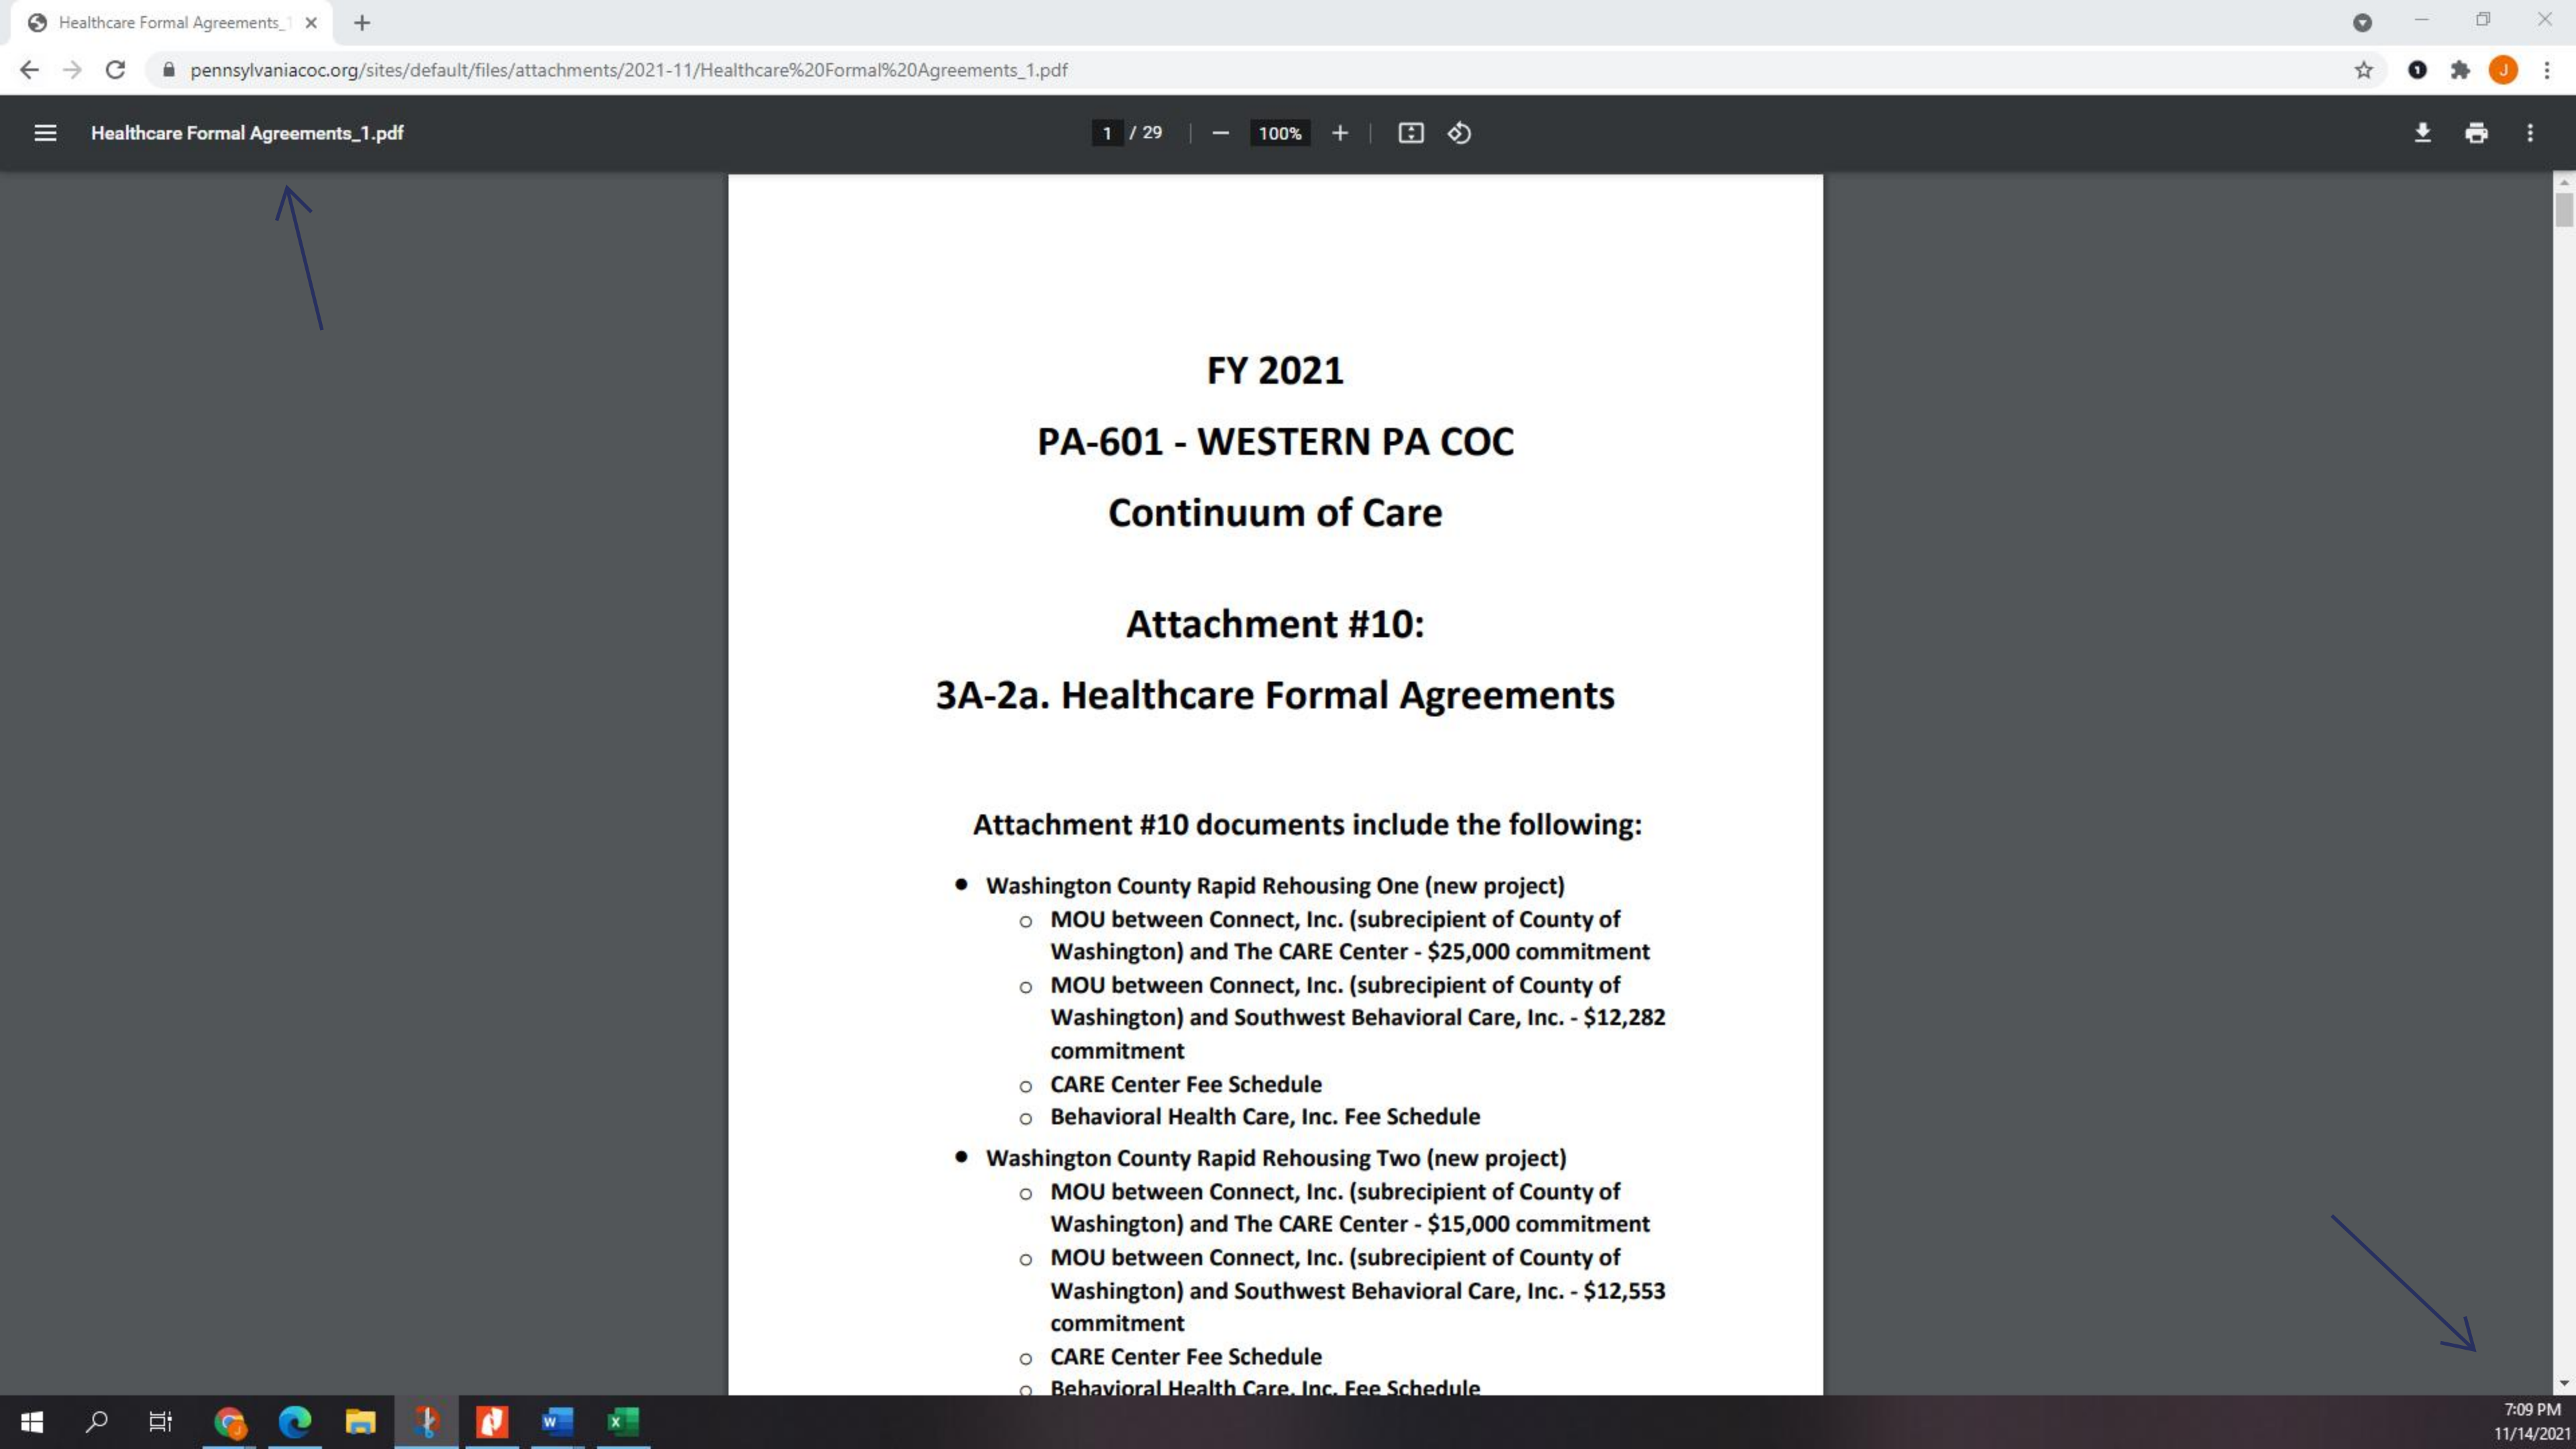 Healthcare Formal Agreements_1
pennsylvaniacoc.org/sites/default/files/attachments/2021-11/Healthcare%20Formal%20Agreements_1.pdf
J
Healthcare Formal Agreements_1.pdf
1 / 29
100%
FY 2021
PA-601 - WESTERN PA COC
Continuum of Care
Attachment #10:
3A-2a. Healthcare Formal Agreements
Attachment #10 documents include the following:
• Washington County Rapid Rehousing One (new project)
o MOU between Connect, Inc. (subrecipient of County of
Washington) and The CARE Center - $25,000 commitment
o MOU between Connect, Inc. (subrecipient of County of
Washington) and Southwest Behavioral Care, Inc. - $12,282
commitment
o CARE Center Fee Schedule
o Behavioral Health Care, Inc. Fee Schedule
• Washington County Rapid Rehousing Two (new project)
o MOU between Connect, Inc. (subrecipient of County of
Washington) and The CARE Center - $15,000 commitment
o MOU between Connect, Inc. (subrecipient of County of
Washington) and Southwest Behavioral Care, Inc. - $12,553
commitment
o CARE Center Fee Schedule
o Behavioral Health Care, Inc. Fee Schedule
7:09 PM
11/14/2021